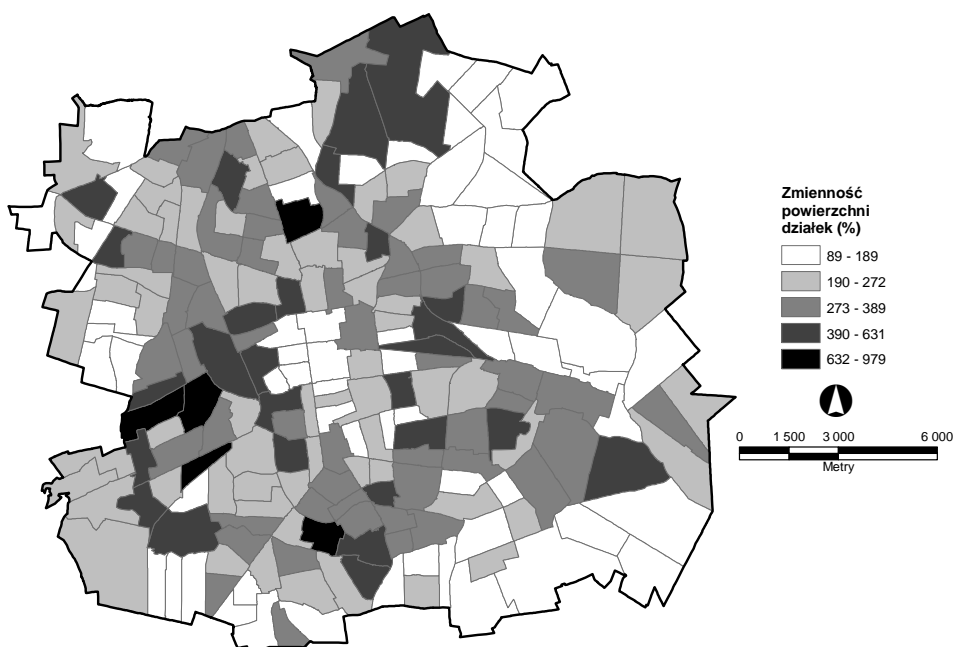 Zmienność
powierzchni
działek (%)
89 - 189
190 - 272
273 - 389
390 - 631
632 - 979
0 1 500 3 000 6 000
Metry